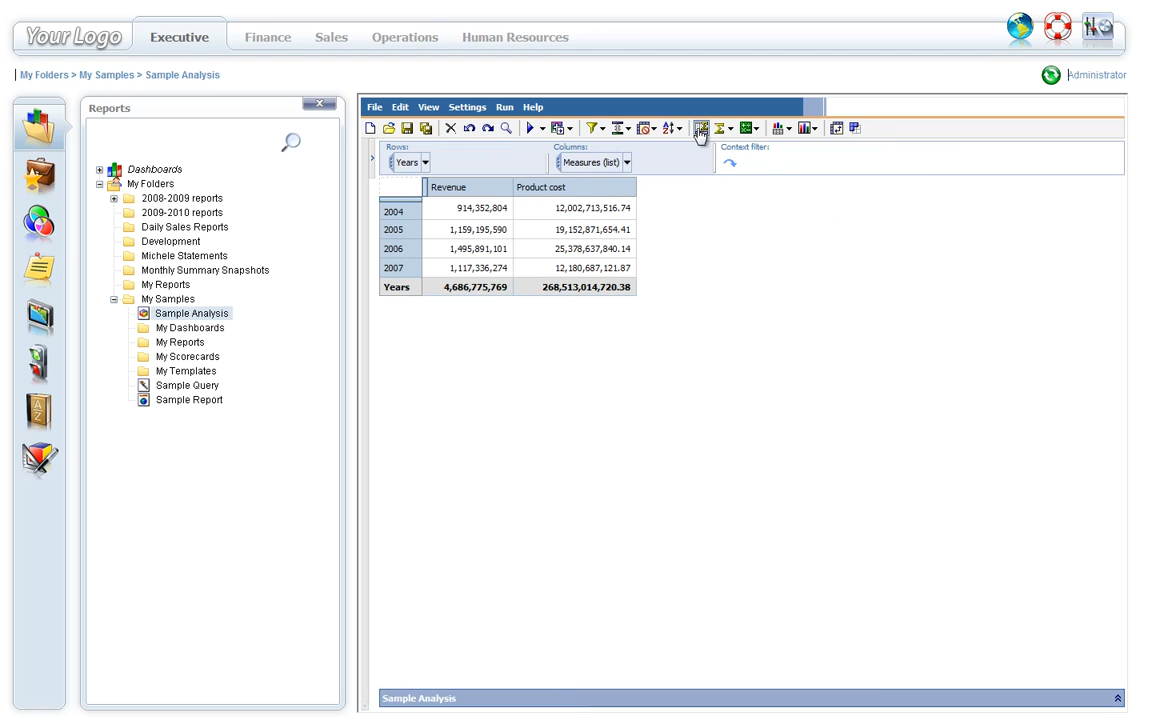 Your Logo
Executive
Finance
Sales
Operations
Human Resources
My Folders > My Samples > Sample Analysis
Administrator
Reports
Dashboards
My Folders
2008-2009 reports
2009-2010 reports
Daily Sales Reports
Development
Michele Statements
Monthly Summary Snapshots
My Reports
My Samples
Sample Analysis
My Dashboards
My Reports
My Scorecards
My Templates
Sample Query
Sample Report
File Edit View Settings Run Help
Rows: Columns: Context filter:
Years Measures (list)
Revenue Product cost
2004 914,352,804 12,002,713,516.74
2005 1,159,195,590 19,152,871,654.41
2006 1,495,891,101 25,378,637,840.14
2007 1,117,336,274 12,180,687,121.87
Years 4,686,775,769 268,513,014,720.38
Sample Analysis